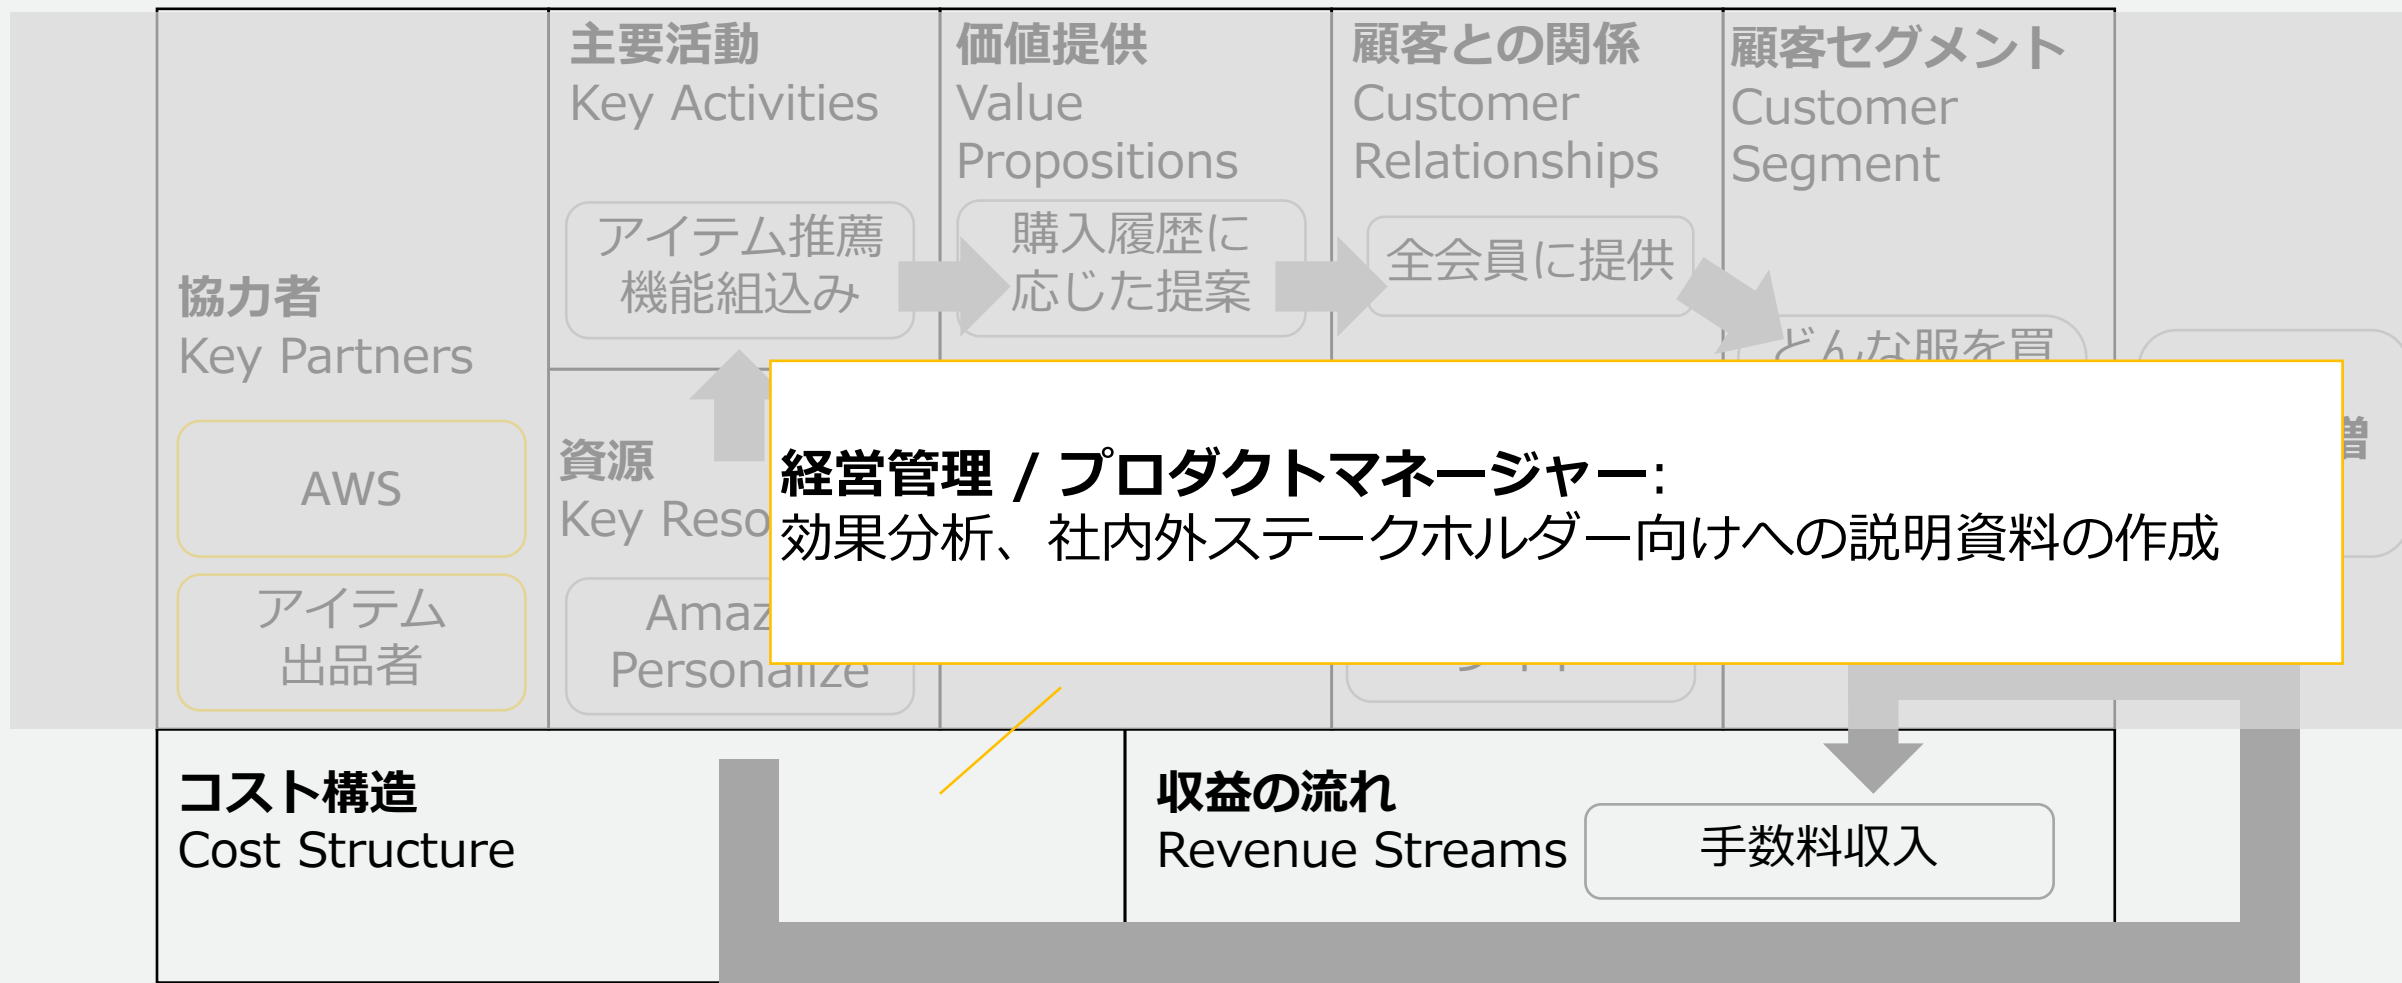 協力者
Key Partners
AWS
アイテム
出品者
主要活動
Key Activities
アイテム推薦
機能組込み
資源
Key Reso
Amaz
Personalize
価値提供
Value
Propositions
購入履歴に
応じた提案
顧客との関係
Customer
Relationships
全会員に提供
顧客セグメント
Customer
Segment
どんな服を買
増
経営管理 / プロダクトマネージャー:
効果分析、社内外ステークホルダー向けへの説明資料の作成
コスト構造
Cost Structure
収益の流れ
Revenue Streams
手数料収入